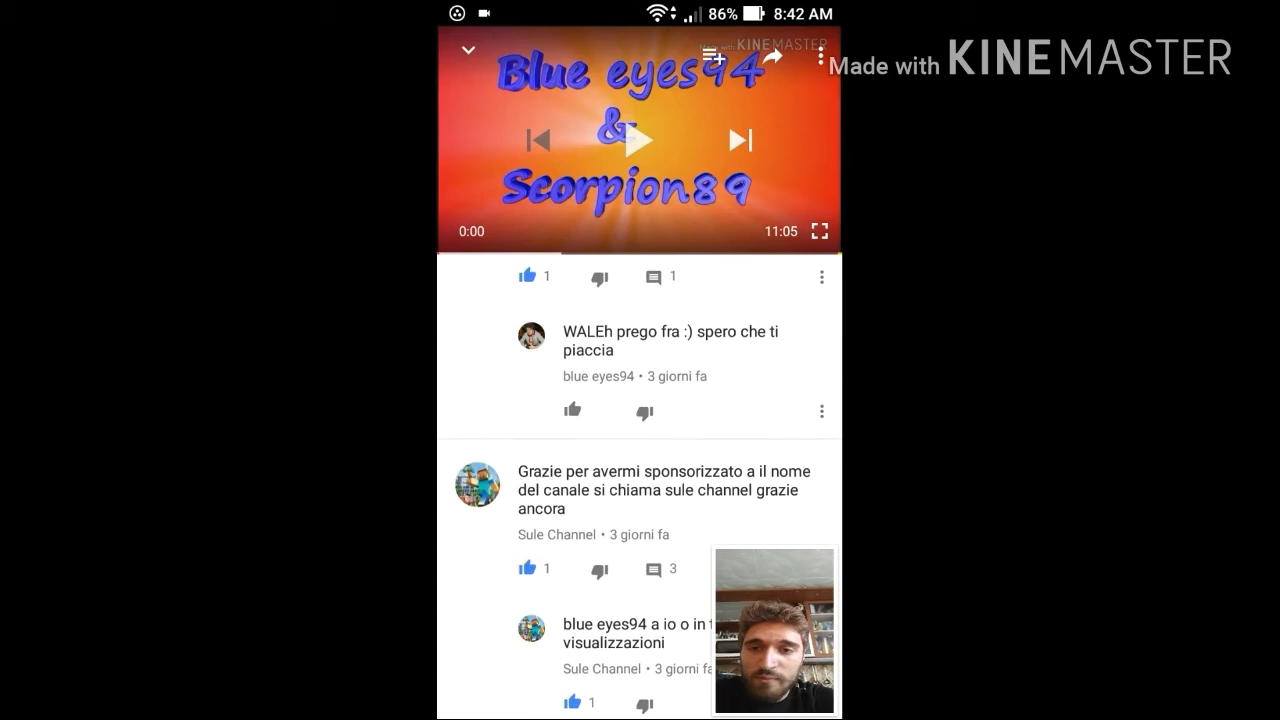 86% 8:42 AM
Made with KINEMASTER
Made with KINEMASTER
Blue eyes94
&
Scorpion89
0:00 11:05
1 1
WALEh prego fra :) spero che ti
piaccia
blue eyes94 • 3 giorni fa
Grazie per avermi sponsorizzato a il nome
del canale si chiama sule channel grazie
ancora
Sule Channel • 3 giorni fa
1 3
blue eyes94 a io o in
visualizzazioni
Sule Channel • 3 giorni fa
1